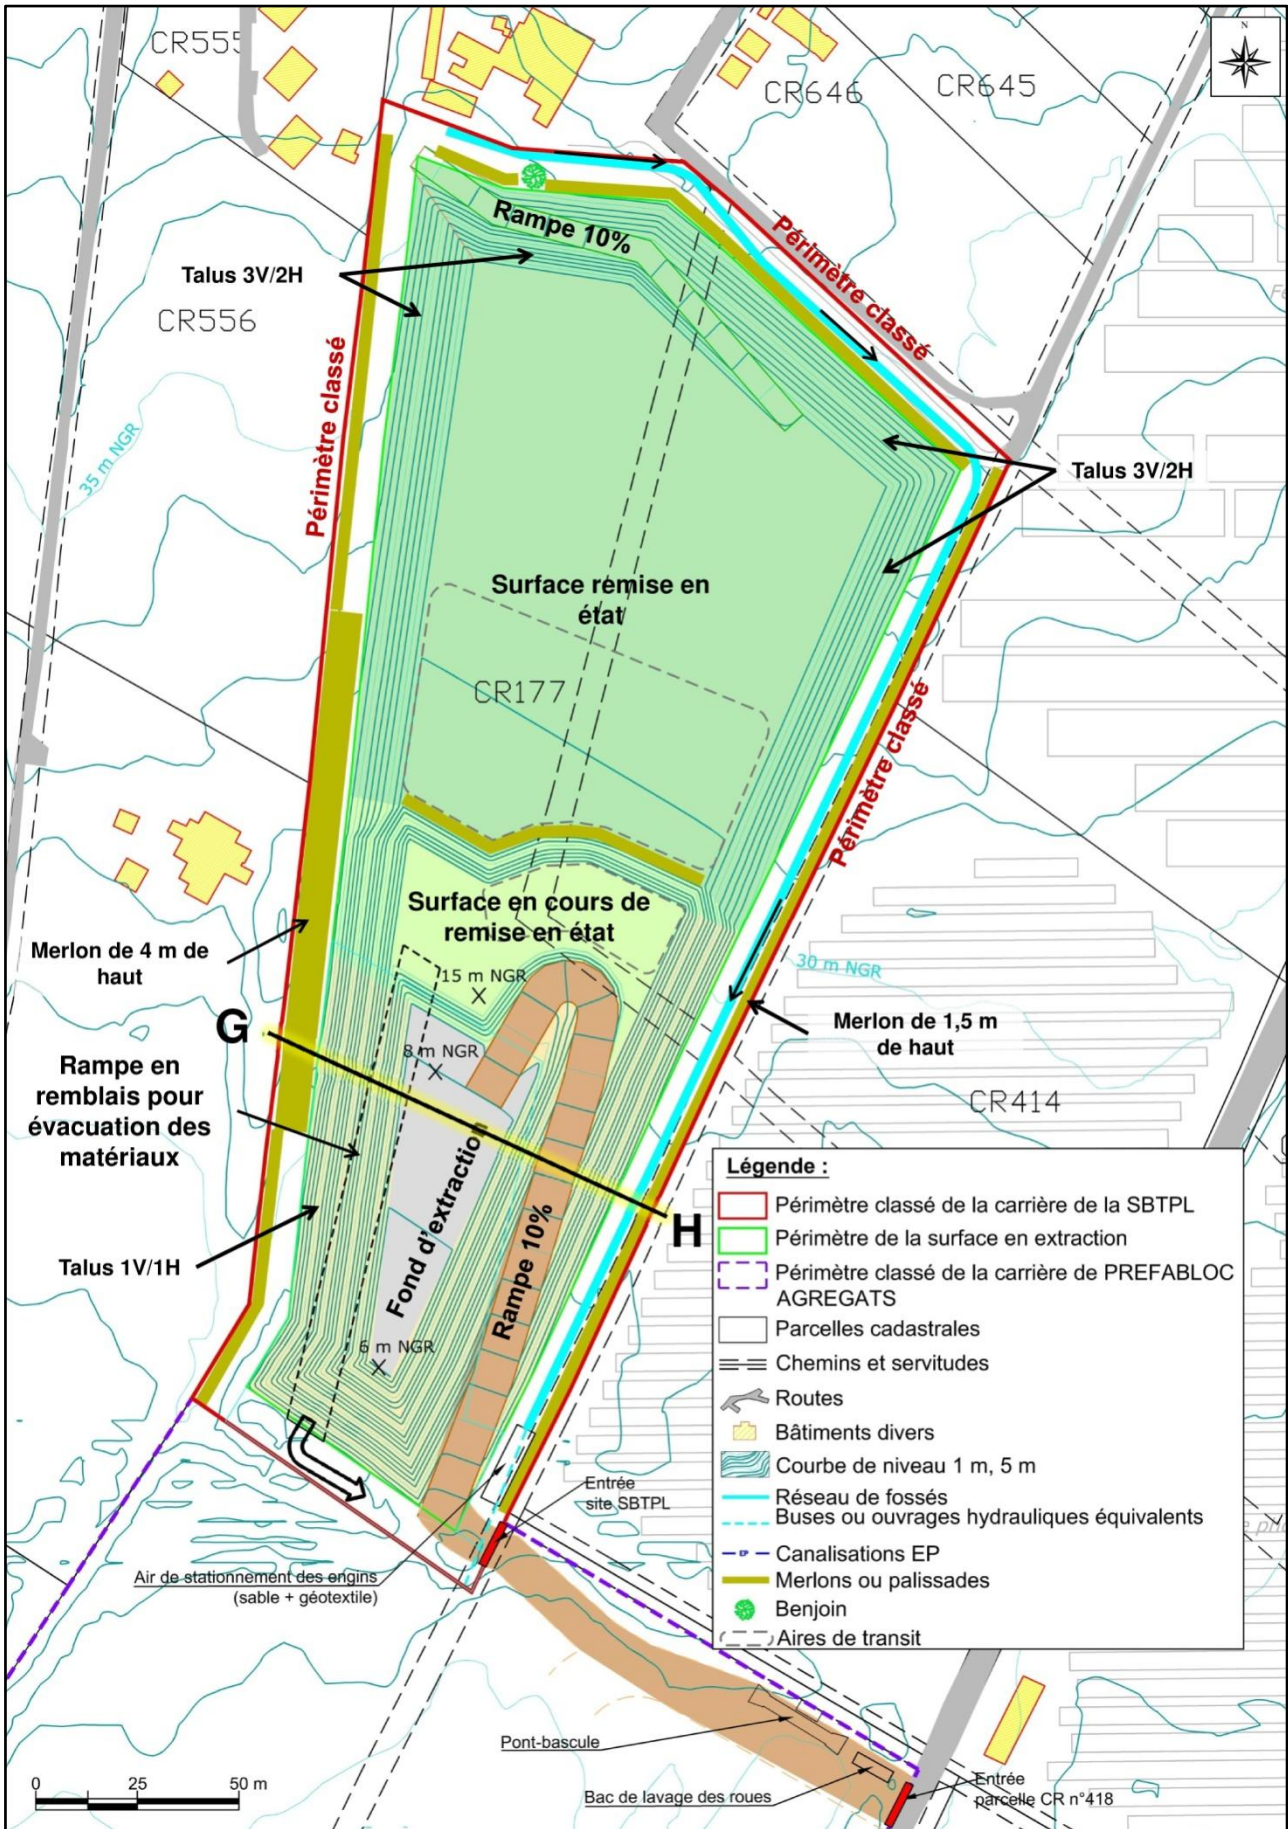 N
CR555
CR646
CR645
Rampe 10%
Périmètre classé
Talus 3V/2H
CR556
Périmètre classé
35 m NGR
Talus 3V/2H
Surface remise en
état
CR177
Périmètre classé
Surface en cours de
remise en état
Merlon de 4 m de
haut
15 m NGR
30 m NGR
G
Merlon de 1,5 m
de haut
8 m NGR
Rampe en
remblais pour
évacuation des
matériaux
CR414
Fond d'extraction
H
Rampe 10%
Talus 1V/1H
6 m NGR
Légende :
Périmètre classé de la carrière de la SBTPL
Périmètre de la surface en extraction
Périmètre classé de la carrière de PREFABLOC
AGREGATS
Parcelles cadastrales
Chemins et servitudes
Routes
Bâtiments divers
Courbe de niveau 1 m, 5 m
Réseau de fossés
Buses ou ouvrages hydrauliques équivalents
EP Canalisations EP
Merlons ou palissades
Benjoin
Aires de transit
Entrée
site SBTPL
Air de stationnement des engins
(sable + géotextile)
Pont-bascule
Bac de lavage des roues
Entrée
parcelle CR n°418
0 25 50 m